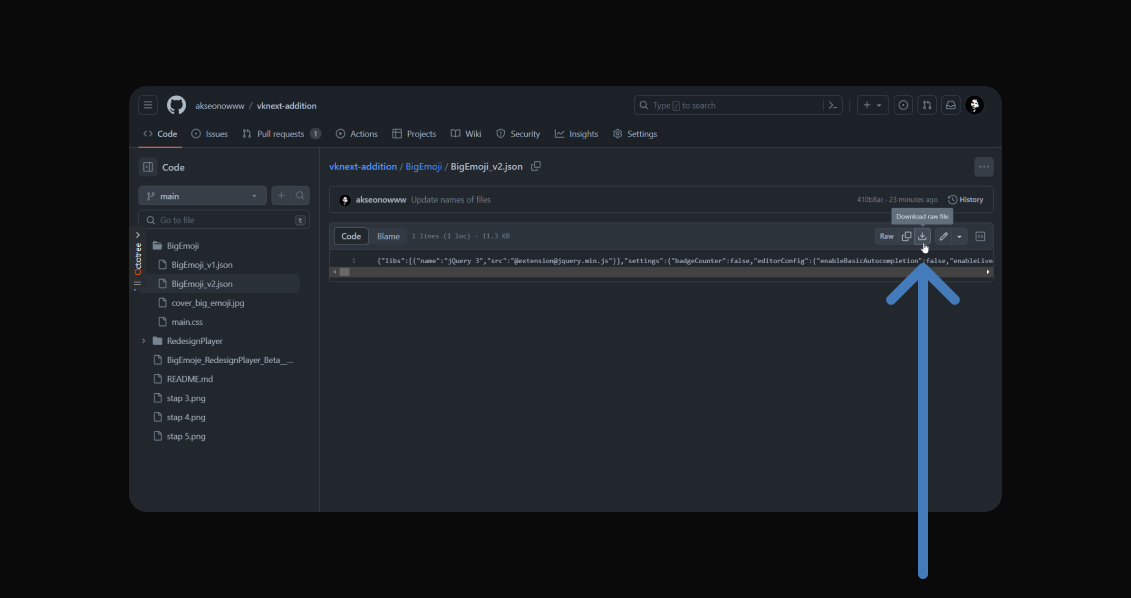 akseonowww / vknext-addition
Type / to search
Code Issues Pull requests 1 Actions Projects Wiki Security Insights Settings
Code
main
Go to file t
Octotree
BigEmoji
BigEmoji_v1.json
BigEmoji_v2.json
cover_big_emoji.jpg
main.css
RedesignPlayer
BigEmoje_RedesignPlayer_Beta__...
README.md
stap 3.png
stap 4.png
stap 5.png
vknext-addition / BigEmoji / BigEmoji_v2.json
akseonowww Update names of files
410b8ac · 23 minutes ago History
Download raw file
Code Blame 1 lines (1 loc) · 11.3 KB
Raw
1 {"libs":[{"name":"jQuery 3","src":"@extension@jquery.min.js"}],"settings":{"badgeCounter":false,"editorConfig":{"enableBasicAutocompletion":false,"enableLive